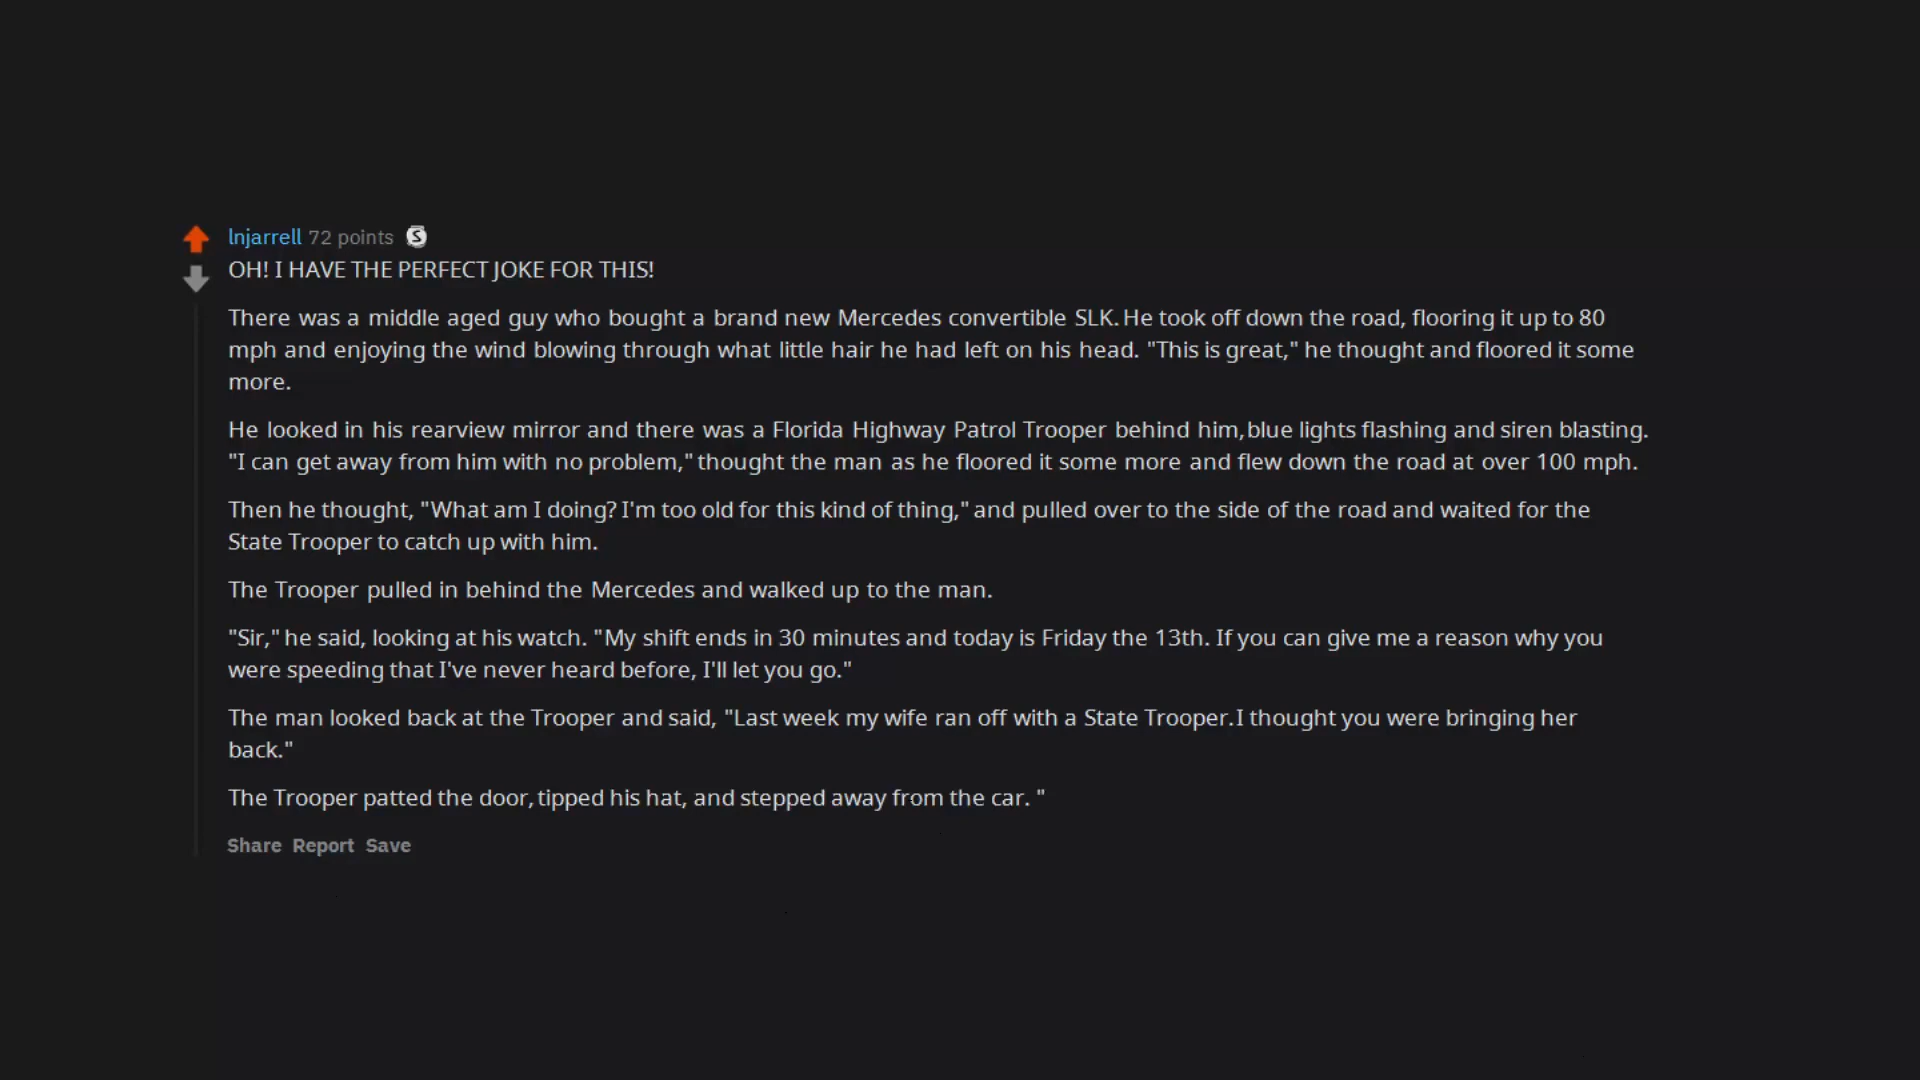 lnjarrell 72 points S
OH! I HAVE THE PERFECT JOKE FOR THIS!
There was a middle aged guy who bought a brand new Mercedes convertible SLK. He took off down the road, flooring it up to 80
mph and enjoying the wind blowing through what little hair he had left on his head. "This is great," he thought and floored it some
more.
He looked in his rearview mirror and there was a Florida Highway Patrol Trooper behind him, blue lights flashing and siren blasting.
"I can get away from him with no problem," thought the man as he floored it some more and flew down the road at over 100 mph.
Then he thought, "What am I doing? I'm too old for this kind of thing," and pulled over to the side of the road and waited for the
State Trooper to catch up with him.
The Trooper pulled in behind the Mercedes and walked up to the man.
"Sir," he said, looking at his watch. "My shift ends in 30 minutes and today is Friday the 13th. If you can give me a reason why you
were speeding that I've never heard before, I'll let you go."
The man looked back at the Trooper and said, "Last week my wife ran off with a State Trooper. I thought you were bringing her
back."
The Trooper patted the door, tipped his hat, and stepped away from the car. "
Share Report Save